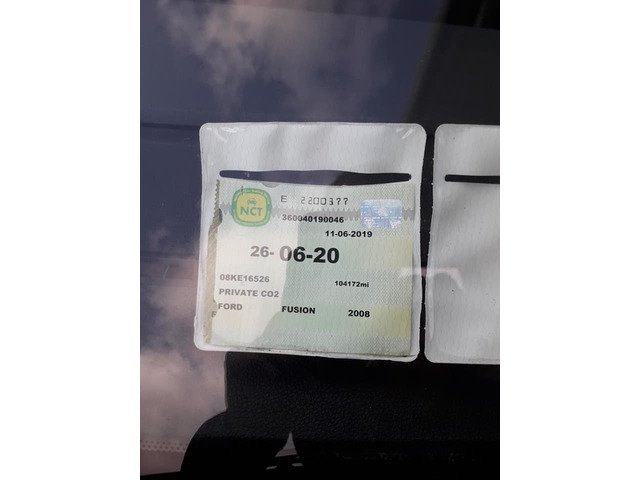 NCT
E 2200377
360040190046
11-06-2019
26-06-20
08KE16526 104172mi
PRIVATE CO2
FORD FUSION 2008